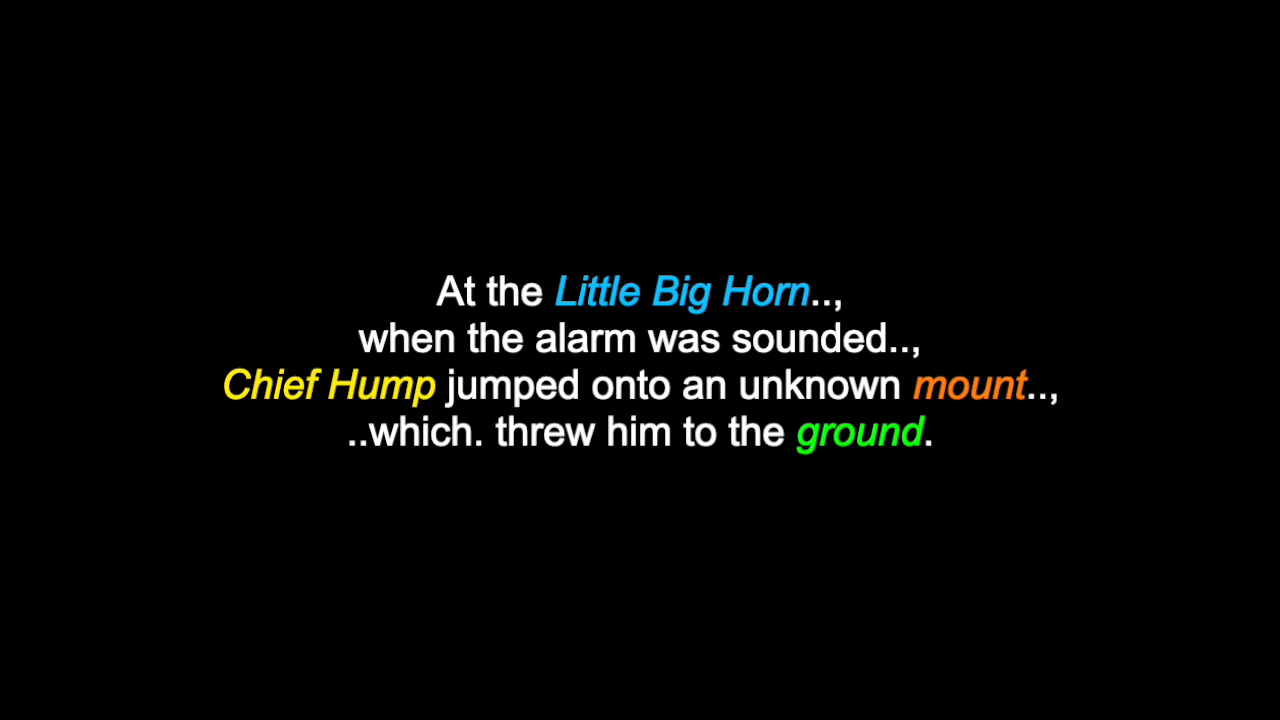 At the Little Big Horn..,
when the alarm was sounded..,
Chief Hump jumped onto an unknown mount..,
..which. threw him to the ground.